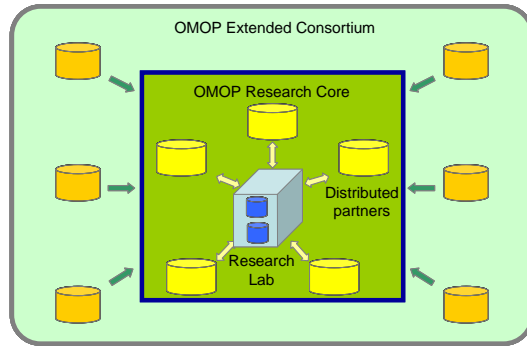 OMOP Extended Consortium
OMOP Research Core
Distributed
partners
Research
Lab